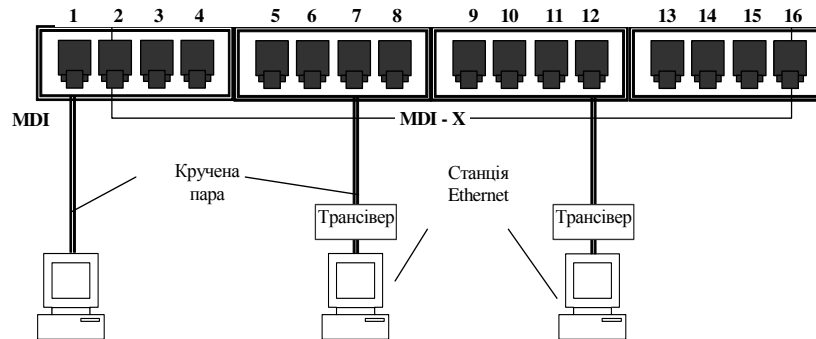 1 2 3 4 5 6 7 8 9 10 11 12 13 14 15 16
MDI MDI - X
Кручена
пара
Станція
Ethernet
Трансівер Трансівер